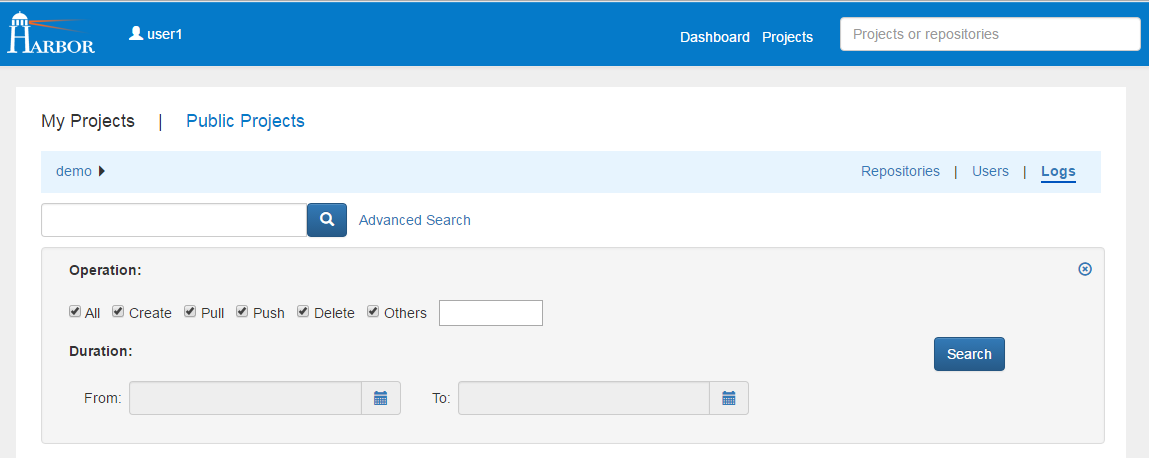 HARBOR user1 Dashboard Projects Projects or repositories
My Projects | Public Projects
demo Repositories | Users | Logs
Advanced Search
Operation:
All Create Pull Push Delete Others
Duration:
Search
From: To: